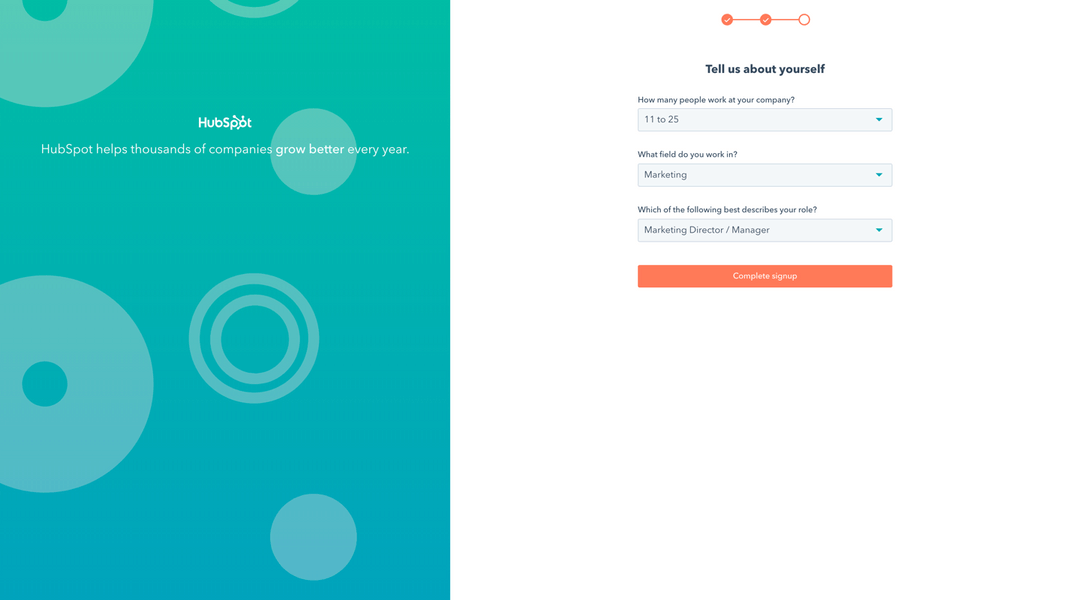 HubSpot
HubSpot helps thousands of companies grow better every year.
Tell us about yourself
How many people work at your company?
11 to 25
What field do you work in?
Marketing
Which of the following best describes your role?
Marketing Director / Manager
Complete signup